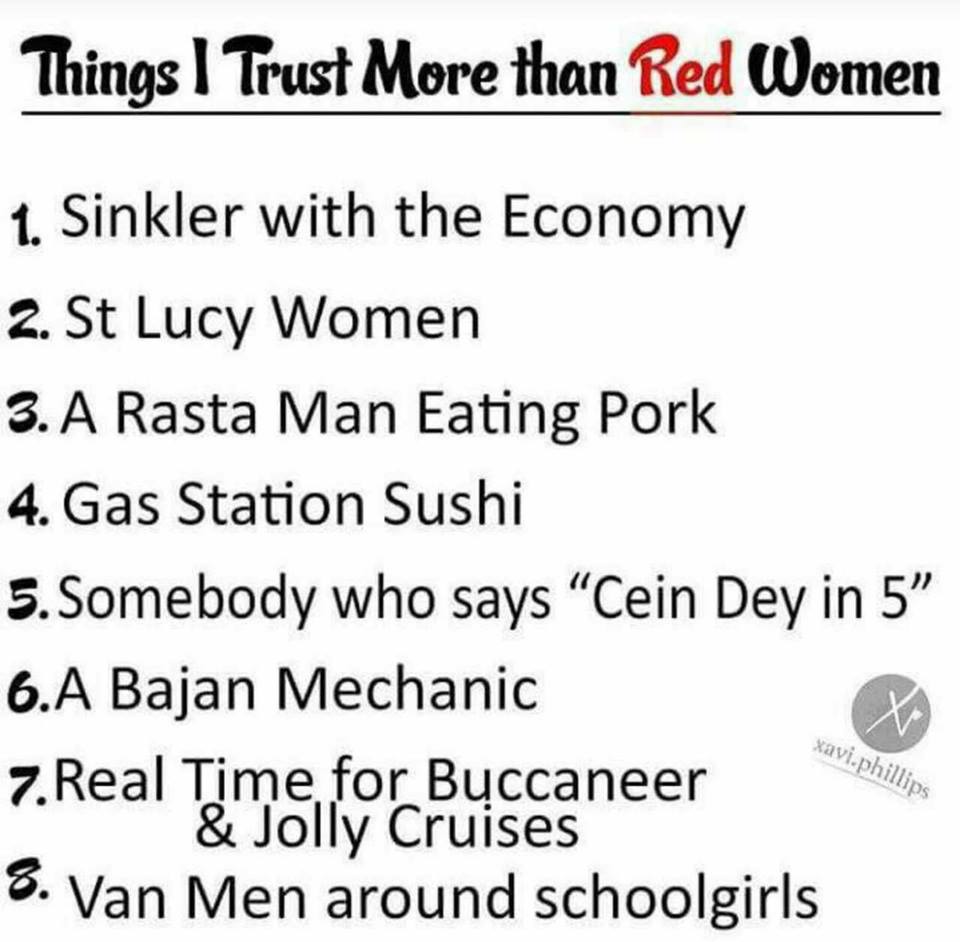 Things I Trust More than Red Women
1. Sinkler with the Economy
2. St Lucy Women
3. A Rasta Man Eating Pork
4. Gas Station Sushi
5. Somebody who says “Cein Dey in 5”
6. A Bajan Mechanic
7. Real Time for Buccaneer
& Jolly Cruises
8. Van Men around schoolgirls
X
xavi.phillips